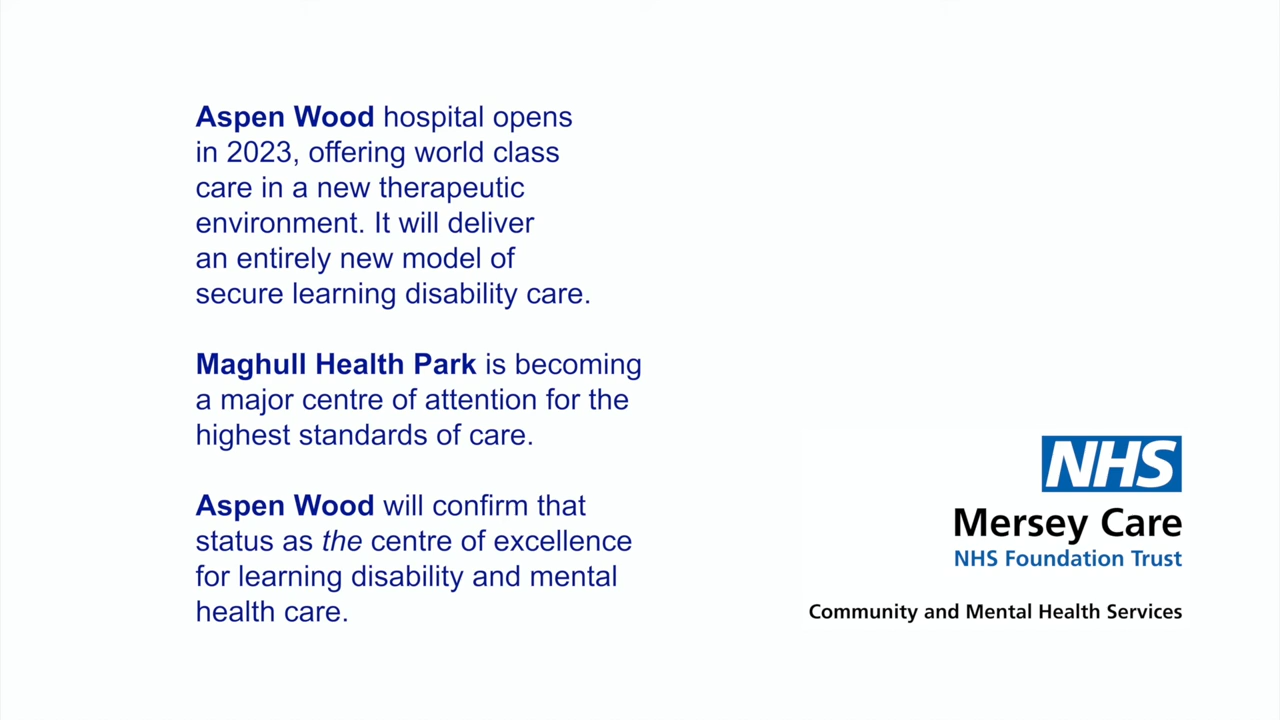 Aspen Wood hospital opens
in 2023, offering world class
care in a new therapeutic
environment. It will deliver
an entirely new model of
secure learning disability care.
Maghull Health Park is becoming
a major centre of attention for the
highest standards of care.
Aspen Wood will confirm that
status as the centre of excellence
for learning disability and mental
health care.
NHS
Mersey Care
NHS Foundation Trust
Community and Mental Health Services